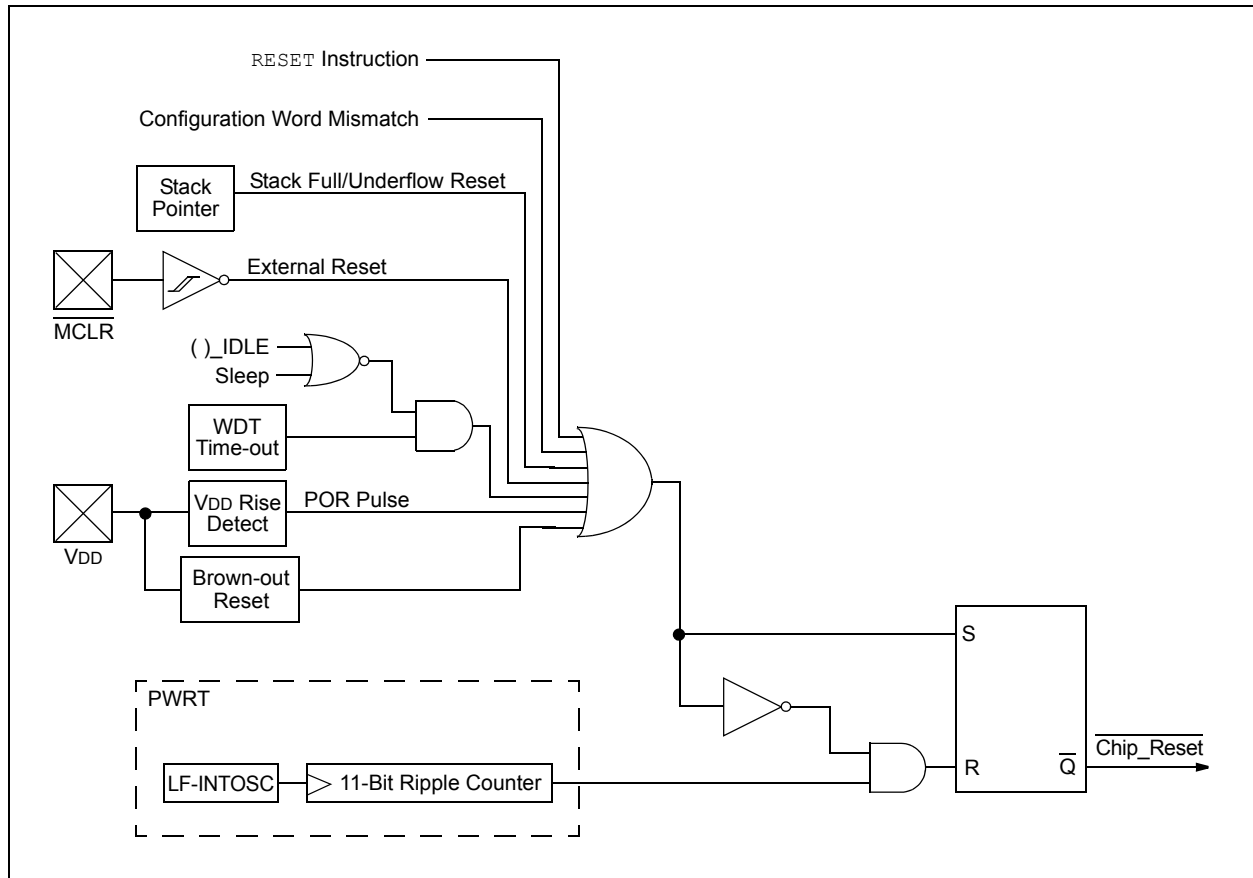 RESET Instruction
Configuration Word Mismatch
Stack
Pointer
Stack Full/Underflow Reset
External Reset
MCLR
( )_IDLE
Sleep
WDT
Time-out
VDD Rise
Detect
POR Pulse
VDD
Brown-out
Reset
S
PWRT
Chip_Reset
LF-INTOSC
11-Bit Ripple Counter
R
Q